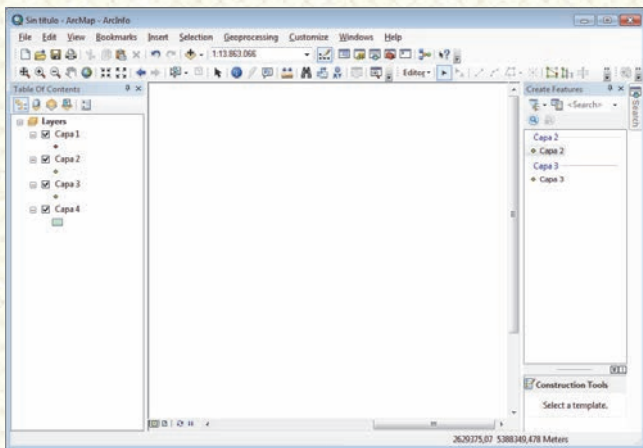 Sin título - ArcMap - ArcInfo
File Edit View Bookmarks Insert Selection Geoprocessing Customize Windows Help
1:13.863.066
Editor
Table Of Contents
Layers
Capa 1
Capa 2
Capa 3
Capa 4
Create Features
<Search>
Capa 2
Capa 2
Capa 3
Capa 3
Construction Tools
Select a template.
Search
2629375,07 5388349,478 Meters